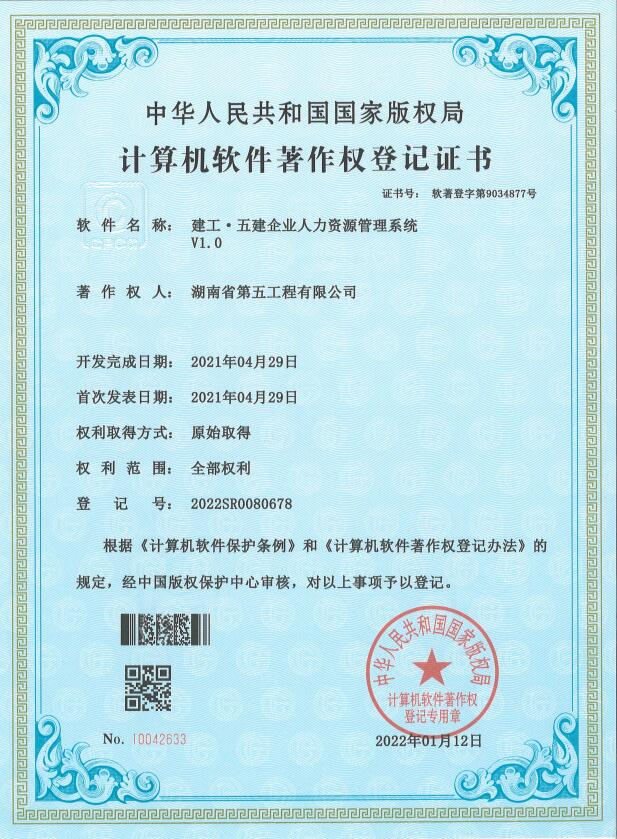 中华人民共和国国家版权局
计算机软件著作权登记证书
证书号： 软著登字第9034877号
CPCC
软件名称： 建工·五建企业人力资源管理系统
V1.0
著作权人： 湖南省第五工程有限公司
开发完成日期： 2021年04月29日
首次发表日期： 2021年04月29日
权利取得方式： 原始取得
权利范围： 全部权利
登记号： 2022SR0080678
根据《计算机软件保护条例》和《计算机软件著作权登记办法》的
规定，经中国版权保护中心审核，对以上事项予以登记。
中华人民共和国国家版权局
计算机软件著作权
登记专用章
No. 10042633
2022年01月12日